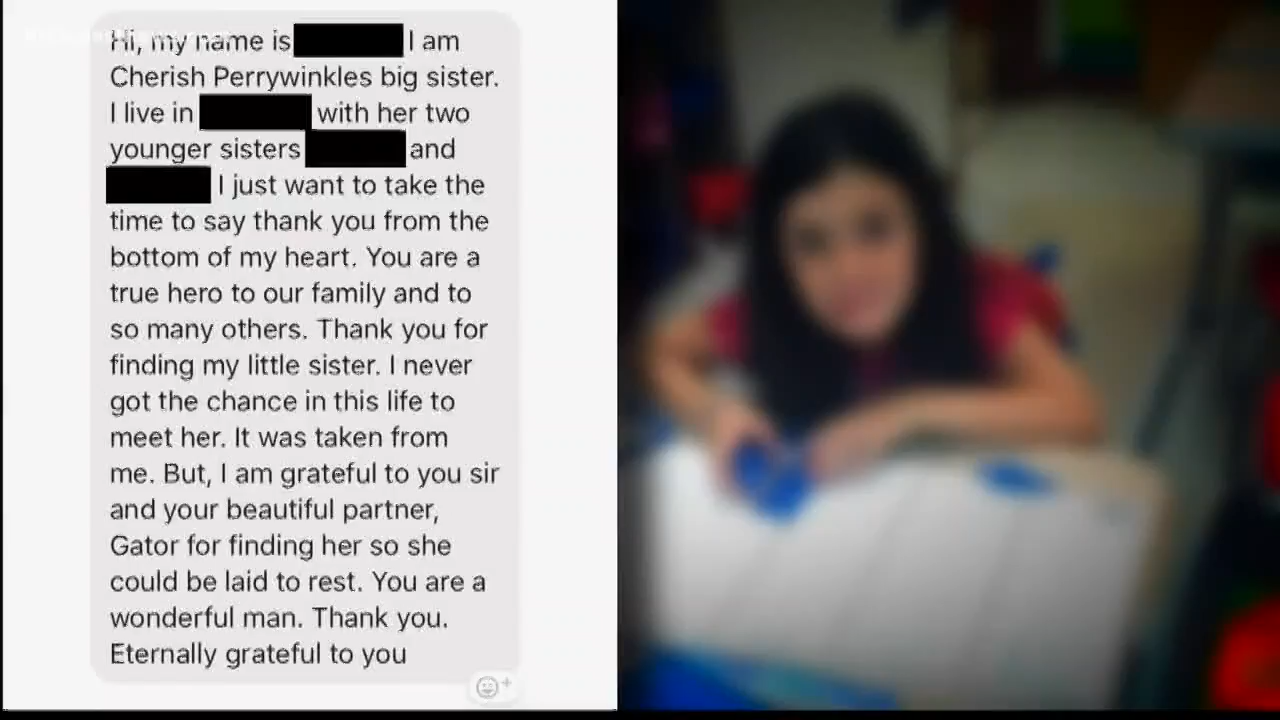 Hi, my name is I am
Cherish Perrywinkles big sister.
I live in with her two
younger sisters and
I just want to take the
time to say thank you from the
bottom of my heart. You are a
true hero to our family and to
so many others. Thank you for
finding my little sister. I never
got the chance in this life to
meet her. It was taken from
me. But, I am grateful to you sir
and your beautiful partner,
Gator for finding her so she
could be laid to rest. You are a
wonderful man. Thank you.
Eternally grateful to you